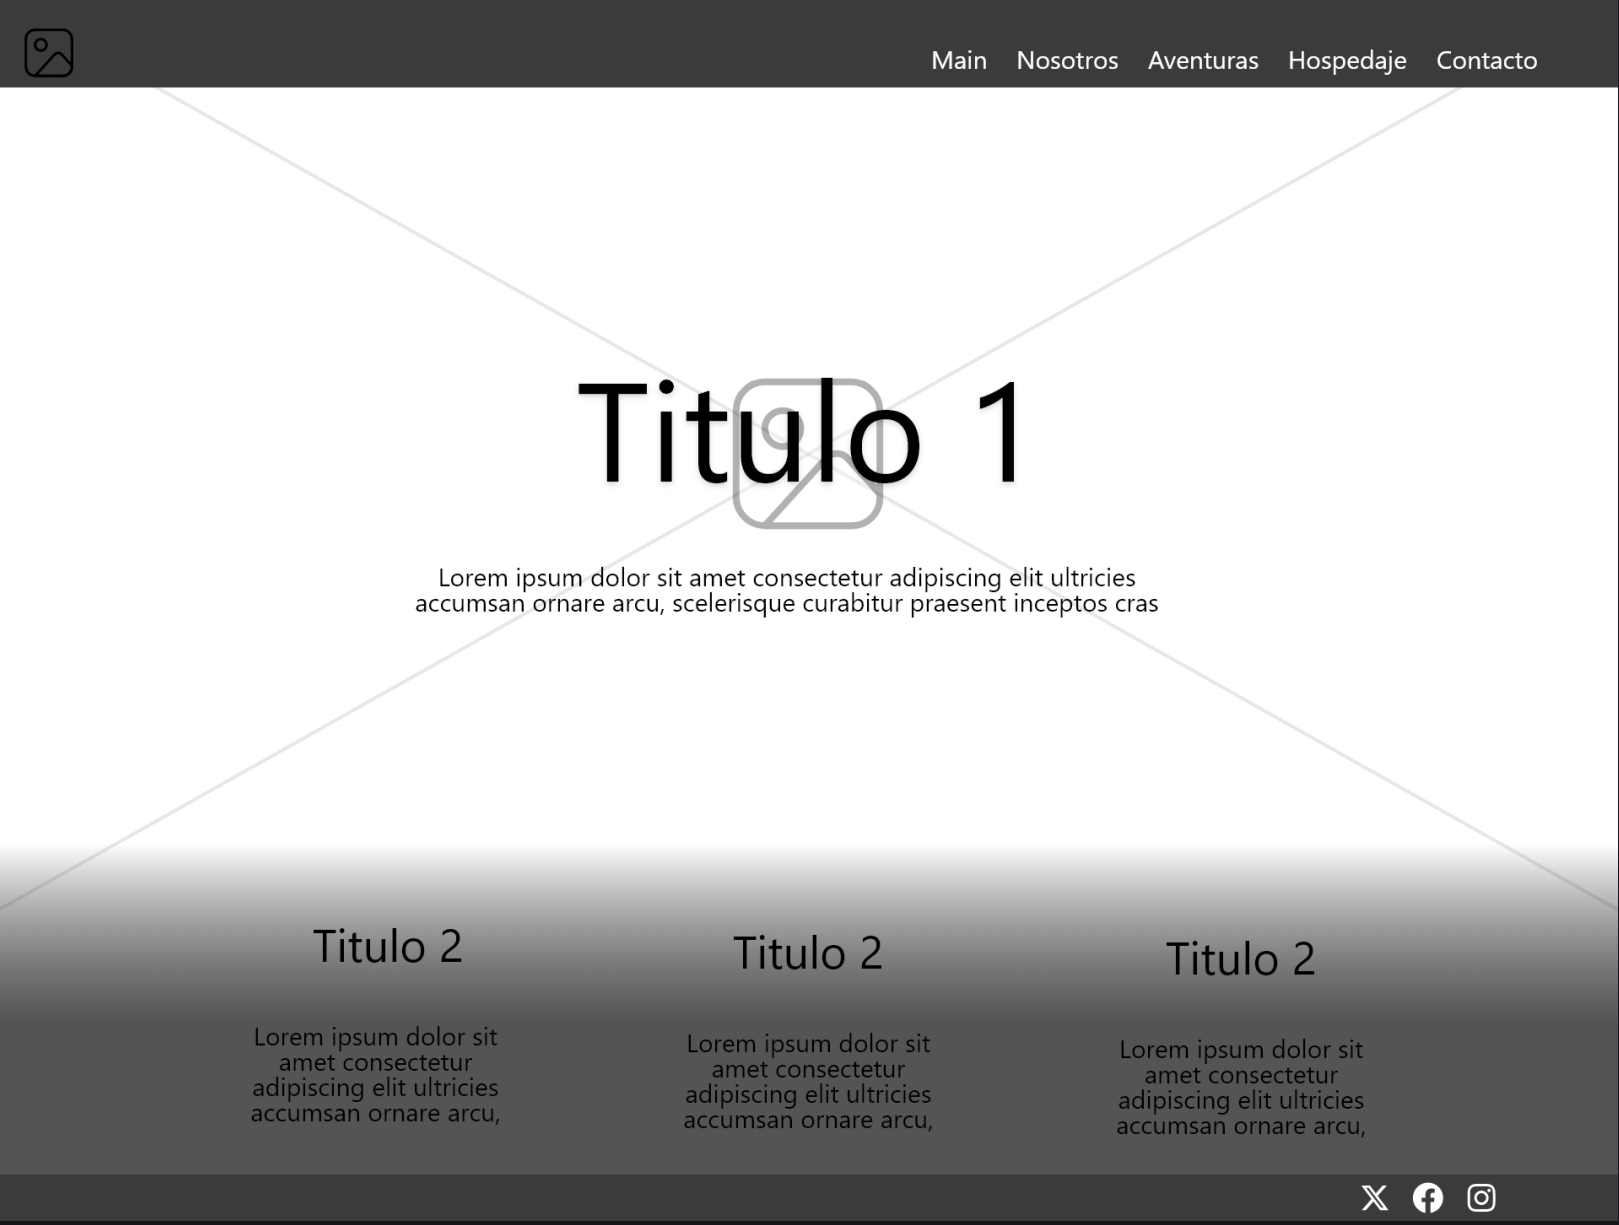 Main Nosotros Aventuras Hospedaje Contacto
Titulo 1
Lorem ipsum dolor sit amet consectetur adipiscing elit ultricies
accumsan ornare arcu, scelerisque curabitur praesent inceptos cras
Titulo 2
Lorem ipsum dolor sit
amet consectetur
adipiscing elit ultricies
accumsan ornare arcu,
Titulo 2
Lorem ipsum dolor sit
amet consectetur
adipiscing elit ultricies
accumsan ornare arcu,
Titulo 2
Lorem ipsum dolor sit
amet consectetur
adipiscing elit ultricies
accumsan ornare arcu,